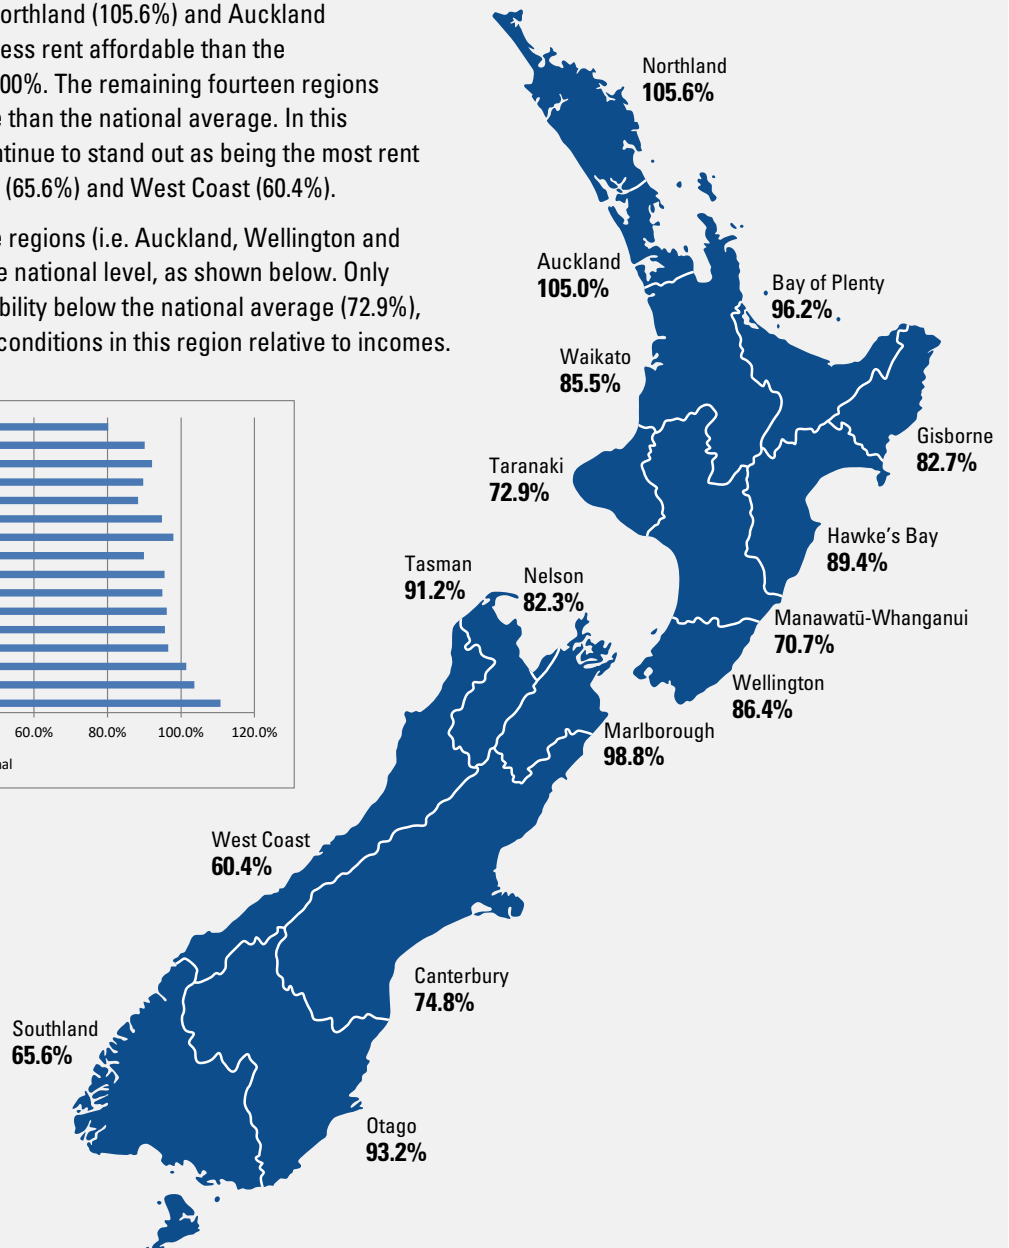 (105.6%) and Auckland
rent affordable than the
The remaining fourteen regions
than the national average. In this
continue to stand out as being the most rent
(65.6%) and West Coast (60.4%).
regions (i.e. Auckland, Wellington and
national level, as shown below. Only
below the national average (72.9%),
conditions in this region relative to incomes.
60.0% 80.0% 100.0% 120.0%
Northland
105.6%
Auckland
105.0%
Bay of Plenty
96.2%
Waikato
85.5%
Gisborne
82.7%
Taranaki
72.9%
Hawke's Bay
89.4%
Tasman
91.2%
Nelson
82.3%
Manawatū-Whanganui
70.7%
Wellington
86.4%
Marlborough
98.8%
West Coast
60.4%
Canterbury
74.8%
Southland
65.6%
Otago
93.2%